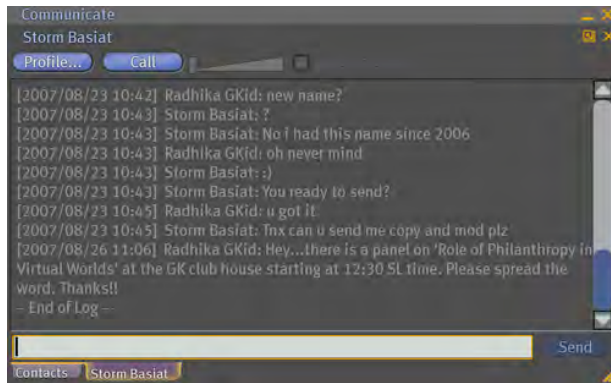 Communicate
Storm Basiat
Profile... Call
[2007/08/23 10:42] Radhika GKid: new name?
[2007/08/23 10:43] Storm Basiat: ?
[2007/08/23 10:43] Storm Basiat: No i had this name since 2006
[2007/08/23 10:43] Radhika GKid: oh never mind
[2007/08/23 10:43] Storm Basiat: :)
[2007/08/23 10:43] Storm Basiat: You ready to send?
[2007/08/23 10:45] Radhika GKid: u got it
[2007/08/23 10:45] Storm Basiat: Tnx can u send me copy and mod plz
[2007/08/26 11:06] Radhika GKid: Hey...there is a panel on 'Role of Philanthropy in
Virtual Worlds' at the GK club house starting at 12:30 SL time. Please spread the
word. Thanks!!
-- End of Log --
Send
Contacts Storm Basiat